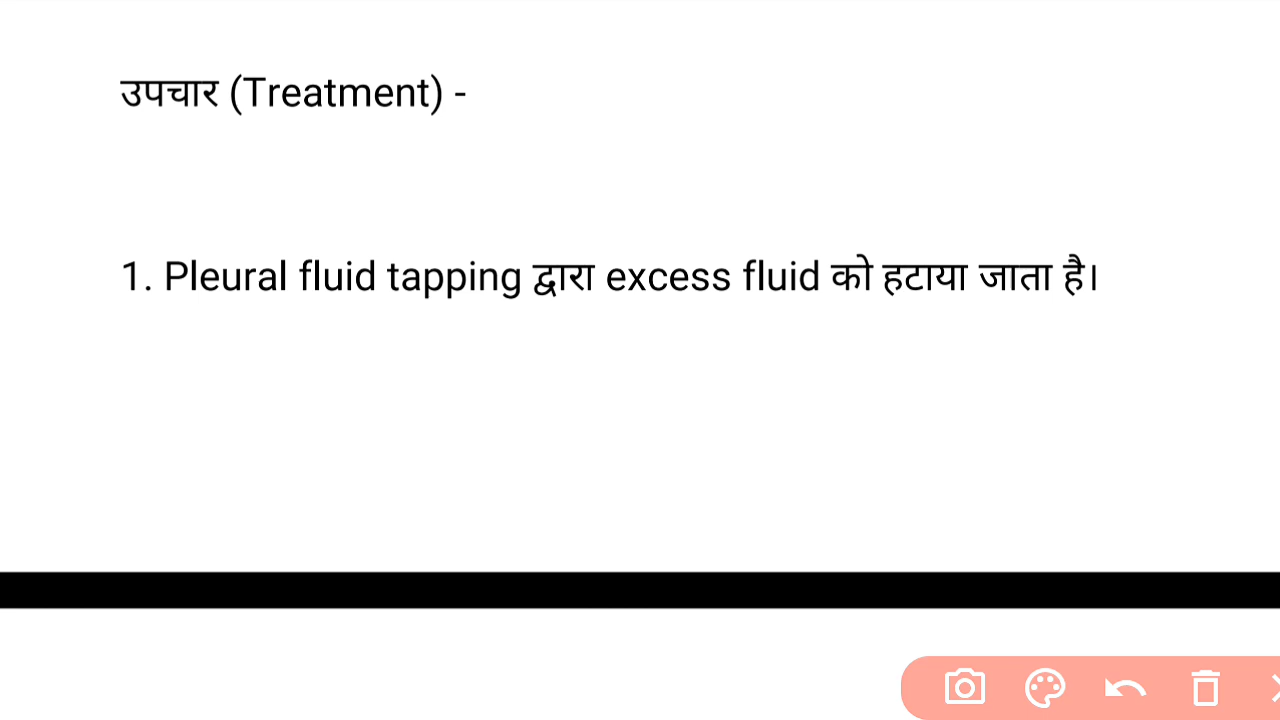 उपचार (Treatment) -
1. Pleural fluid tapping द्वारा excess fluid को हटाया जाता है।